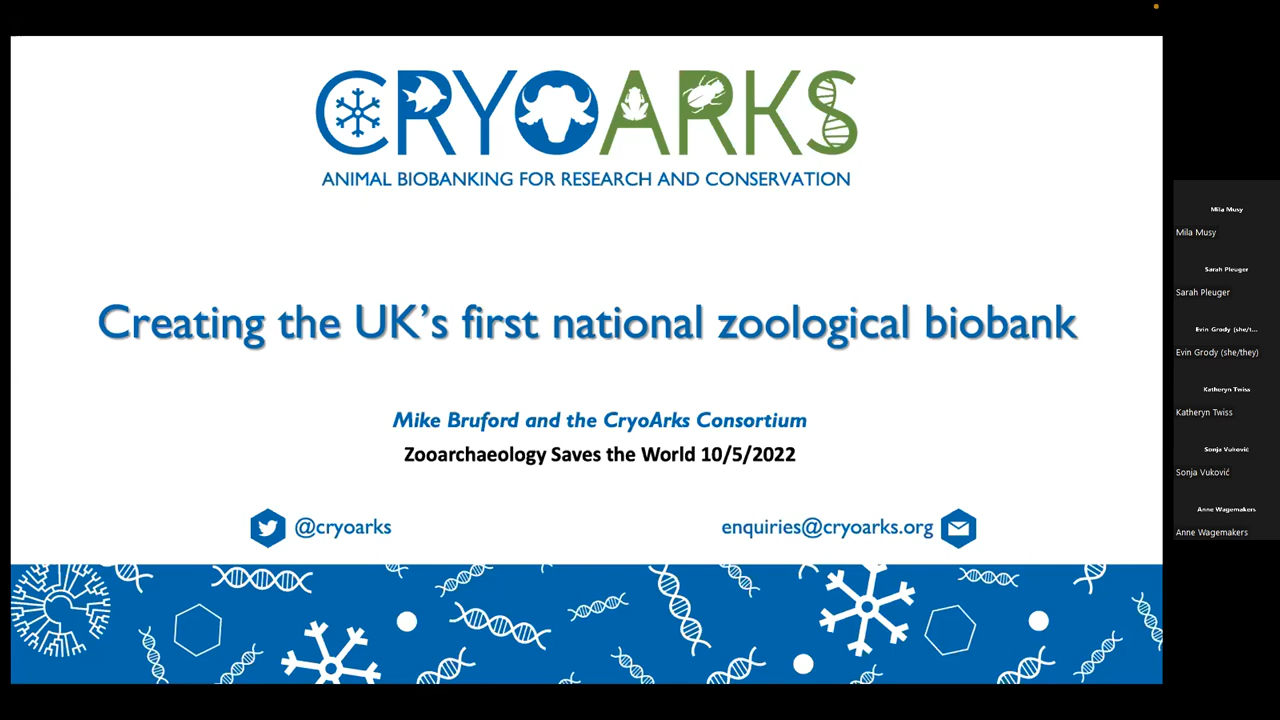 CRYOARKS
ANIMAL BIOBANKING FOR RESEARCH AND CONSERVATION
Creating the UK's first national zoological biobank
Mike Bruford and the CryoArks Consortium
Zooarchaeology Saves the World 10/5/2022
@cryoarks
enquiries@cryoarks.org
Mila Musy
Mila Musy
Sarah Pleuger
Sarah Pleuger
Evin Grody (she/t...
Evin Grody (she/they)
Katheryn Twiss
Katheryn Twiss
Sonja Vuković
Sonja Vuković
Anne Wagemakers
Anne Wagemakers